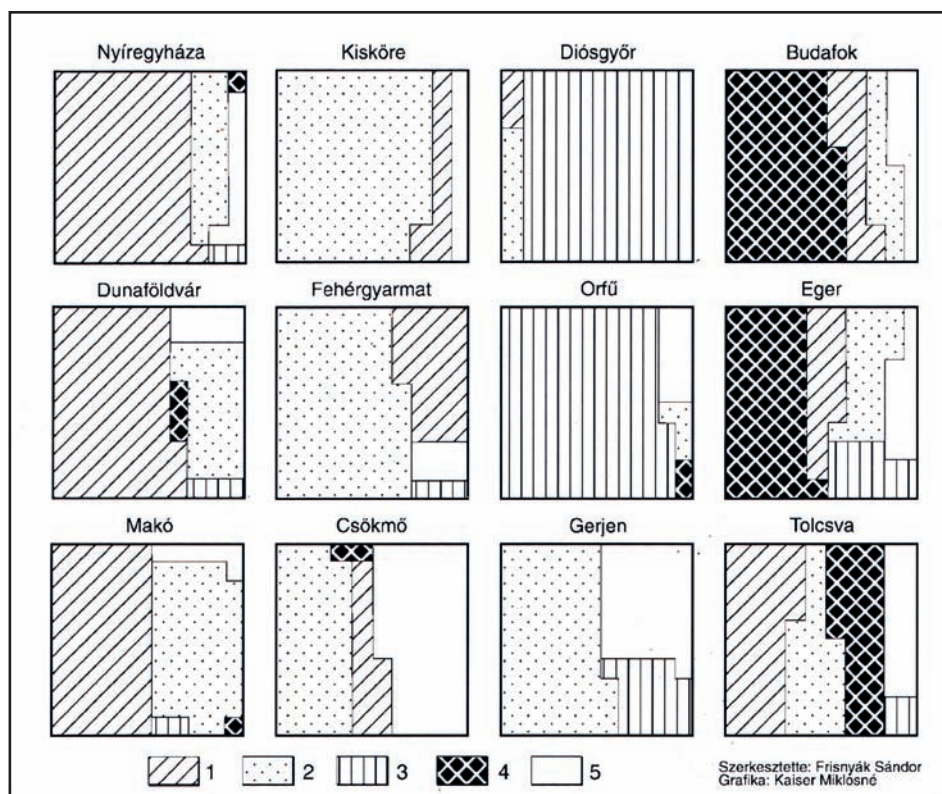 Nyíregyháza Kisköre Diósgyőr Budafok
Dunaföldvár Fehérgyarmat Orfű Eger
Makó Csökmő Gerjen Tolcsva
1 2 3 4 5
Szerkesztette: Frisnyák Sándor
Grafika: Kaiser Miklósné